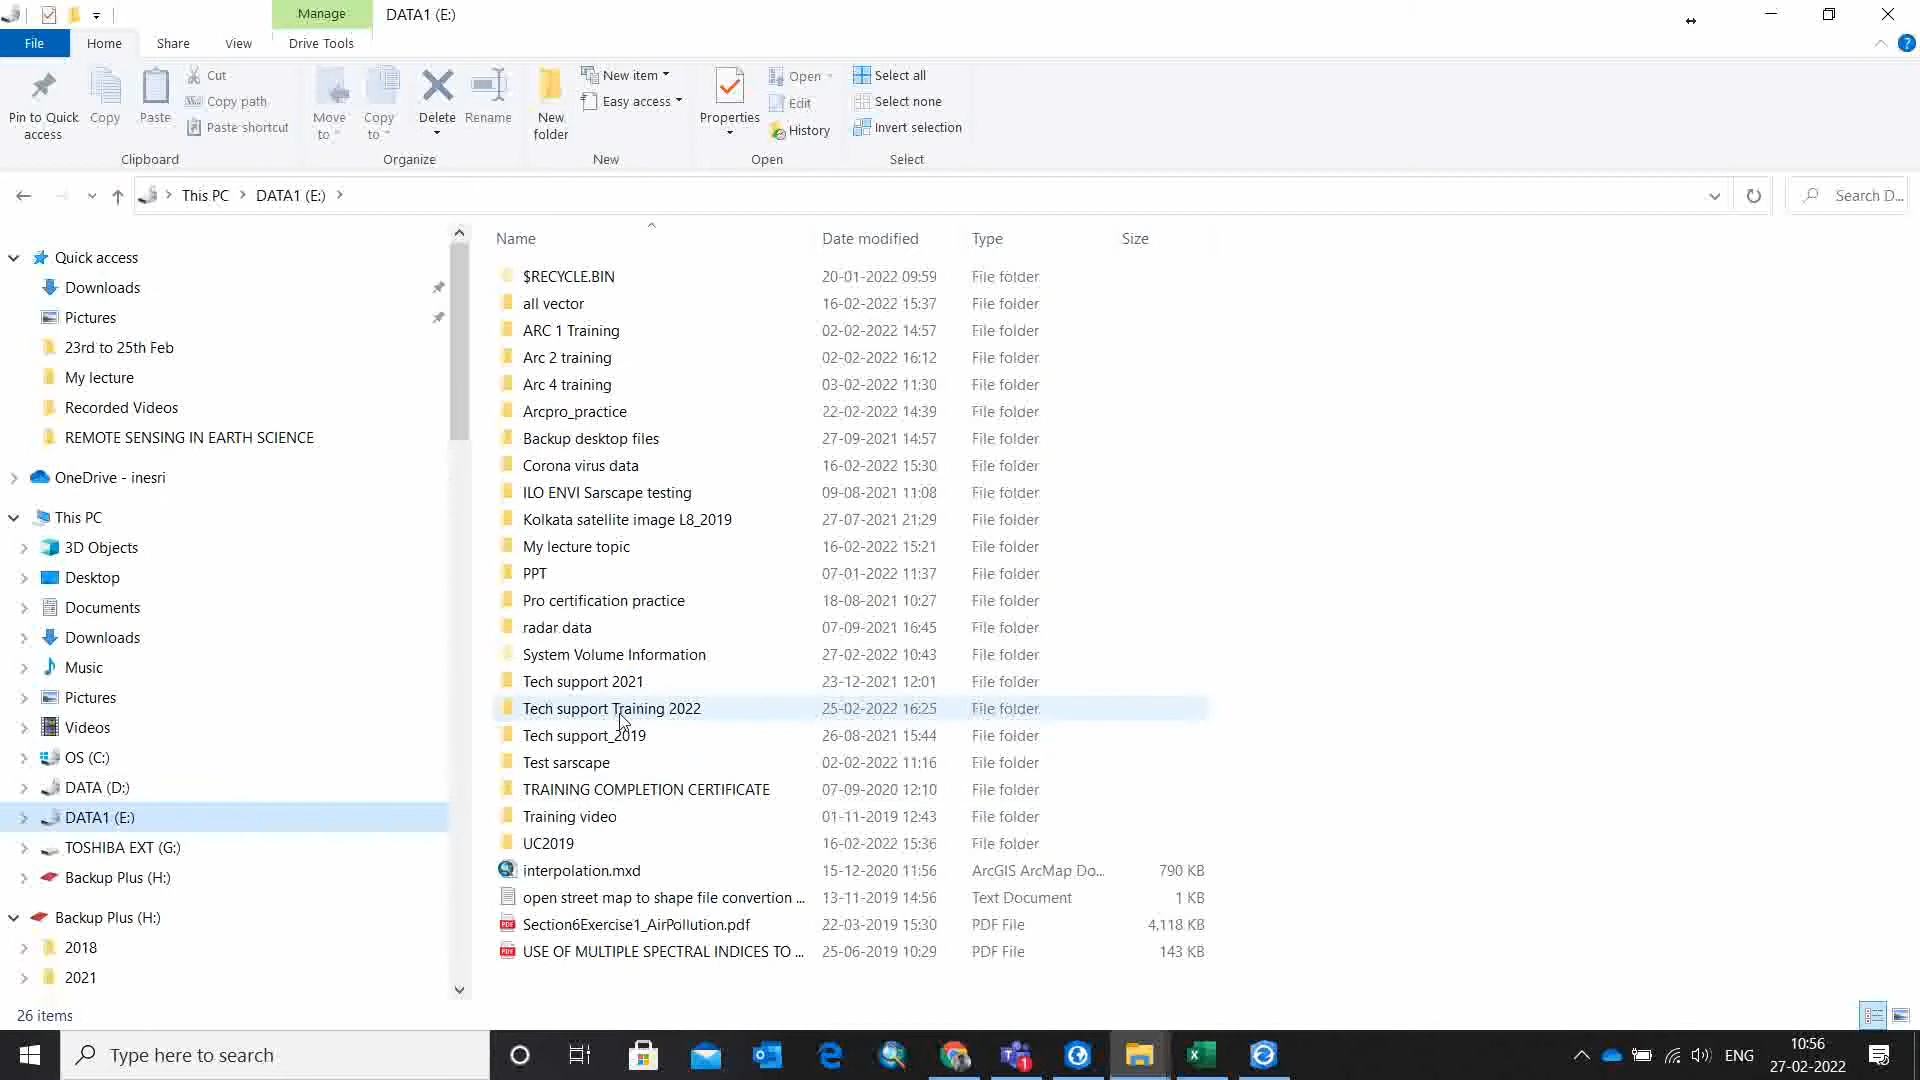 Manage DATA1 (E:)
File Home Share View Drive Tools
Pin to Quick access
Copy
Paste
Cut
Copy path
Paste shortcut
Clipboard
Move to
Copy to
Delete
Rename
Organize
New folder
New item
Easy access
New
Properties
Open
Edit
History
Open
Select all
Select none
Invert selection
Select
This PC DATA1 (E:)
Search D...
Quick access
Downloads
Pictures
23rd to 25th Feb
My lecture
Recorded Videos
REMOTE SENSING IN EARTH SCIENCE
OneDrive - inesri
This PC
3D Objects
Desktop
Documents
Downloads
Music
Pictures
Videos
OS (C:)
DATA (D:)
DATA1 (E:)
TOSHIBA EXT (G:)
Backup Plus (H:)
Backup Plus (H:)
2018
2021
Name Date modified Type Size
$RECYCLE.BIN 20-01-2022 09:59 File folder
all vector 16-02-2022 15:37 File folder
ARC 1 Training 02-02-2022 14:57 File folder
Arc 2 training 02-02-2022 16:12 File folder
Arc 4 training 03-02-2022 11:30 File folder
Arcpro_practice 22-02-2022 14:39 File folder
Backup desktop files 27-09-2021 14:57 File folder
Corona virus data 16-02-2022 15:30 File folder
ILO ENVI Sarscape testing 09-08-2021 11:08 File folder
Kolkata satellite image L8_2019 27-07-2021 21:29 File folder
My lecture topic 16-02-2022 15:21 File folder
PPT 07-01-2022 11:37 File folder
Pro certification practice 18-08-2021 10:27 File folder
radar data 07-09-2021 16:45 File folder
System Volume Information 27-02-2022 10:43 File folder
Tech support 2021 23-12-2021 12:01 File folder
Tech support Training 2022 25-02-2022 16:25 File folder
Tech support_2019 26-08-2021 15:44 File folder
Test sarscape 02-02-2022 11:16 File folder
TRAINING COMPLETION CERTIFICATE 07-09-2020 12:10 File folder
Training video 01-11-2019 12:43 File folder
UC2019 16-02-2022 15:36 File folder
interpolation.mxd 15-12-2020 11:56 ArcGIS ArcMap Do... 790 KB
open street map to shape file convertion ... 13-11-2019 14:56 Text Document 1 KB
Section6Exercise1_AirPollution.pdf 22-03-2019 15:30 PDF File 4,118 KB
USE OF MULTIPLE SPECTRAL INDICES TO ... 25-06-2019 10:29 PDF File 143 KB
26 items
Type here to search
1
ENG
10:56
27-02-2022